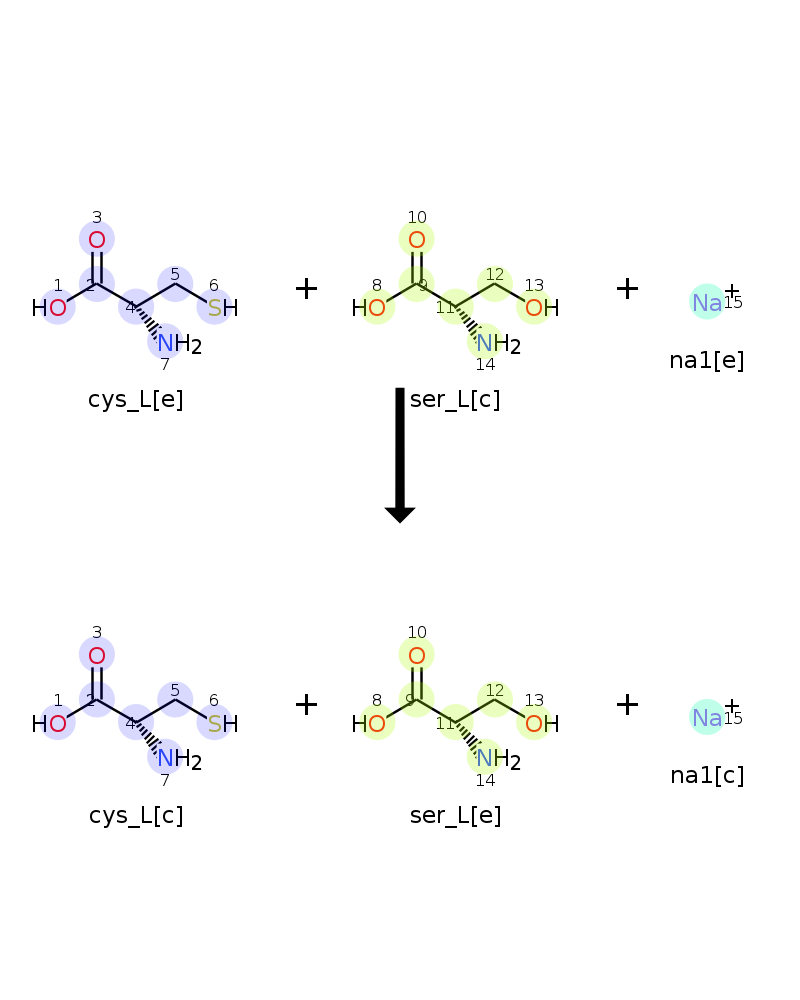 3
O
1 2 5 6
HO 4 SH
NH2
7
cys_L[e]
+
10
O
8 9 12 13
HO 11 OH
NH2
14
ser_L[c]
+
Na+ 15
na1[e]
3
O
1 2 5 6
HO 4 SH
NH2
7
cys_L[c]
+
10
O
8 9 12 13
HO 11 OH
NH2
14
ser_L[e]
+
Na+ 15
na1[c]